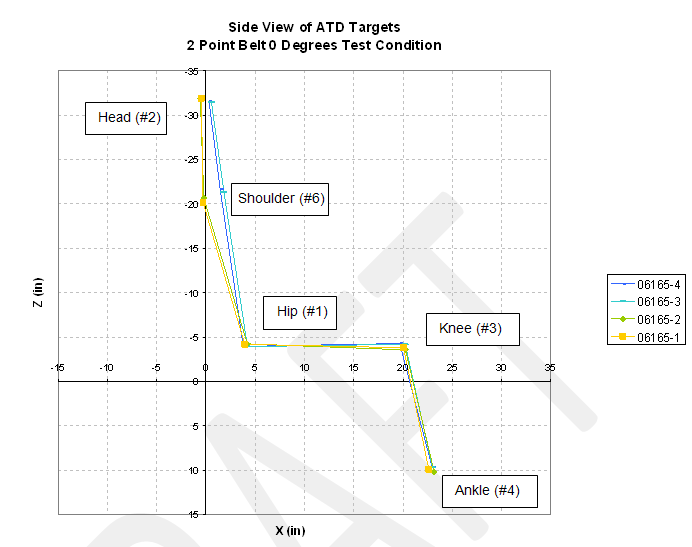 Side View of ATD Targets
2 Point Belt 0 Degrees Test Condition
-35
-30
-25
-20
-15
-10
-5
0
5
10
15
-15
-10
-5
0
5
10
15
20
25
30
35
Z (in)
X (in)
Head (#2)
Shoulder (#6)
Hip (#1)
Knee (#3)
Ankle (#4)
06165-4
06165-3
06165-2
06165-1
DRAFT